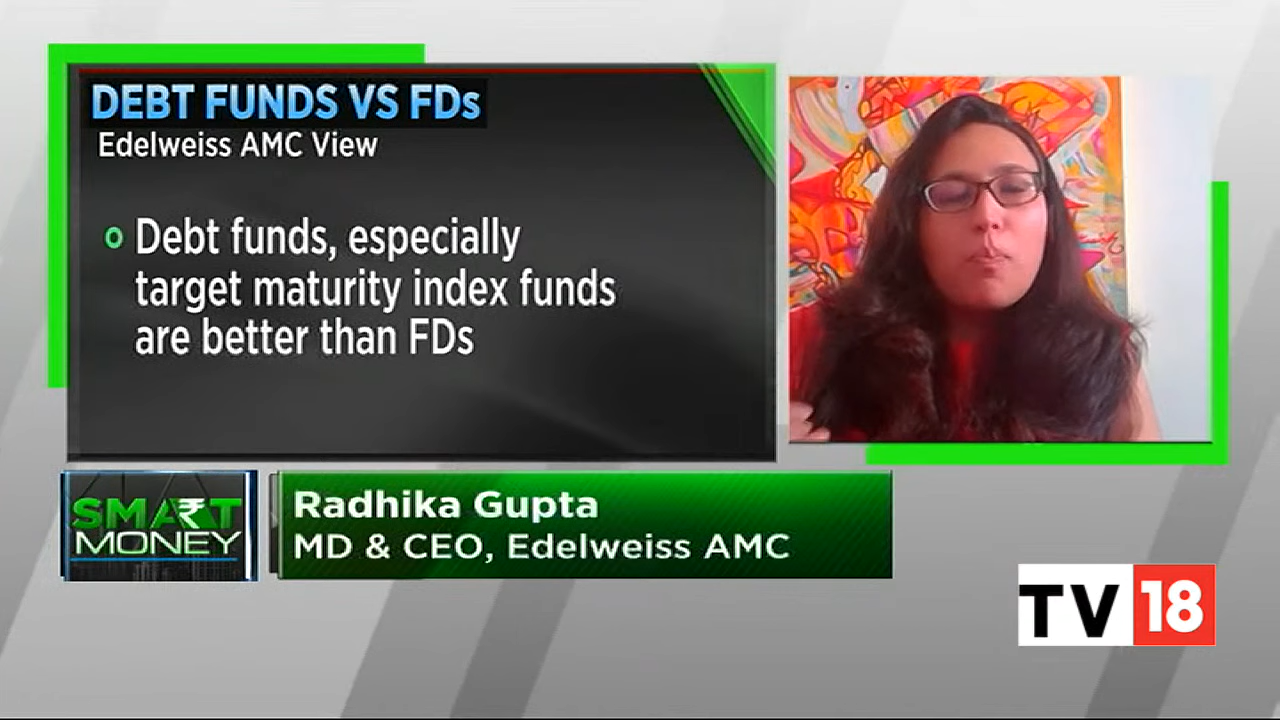 DEBT FUNDS VS FDs
Edelweiss AMC View
Debt funds, especially
target maturity index funds
are better than FDs
SMA₹T
MONEY
Radhika Gupta
MD & CEO, Edelweiss AMC
TV18